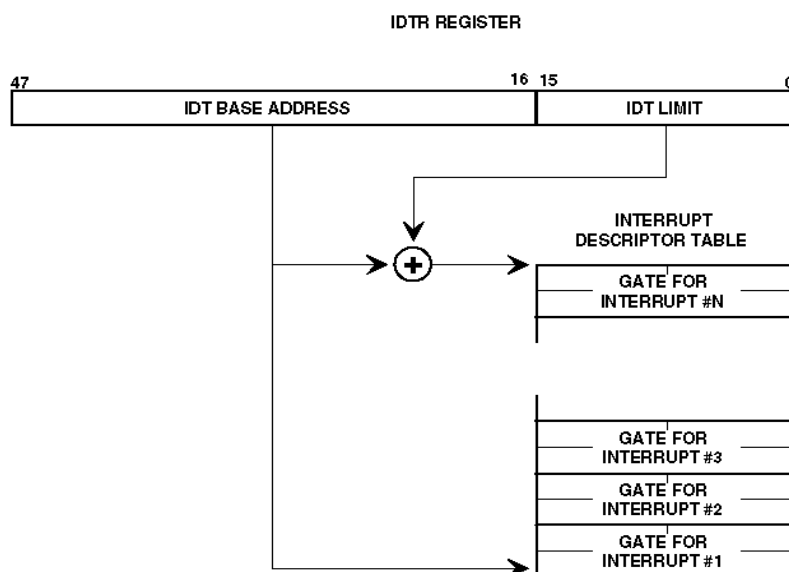 IDTR REGISTER
47 16 15 0
IDT BASE ADDRESS IDT LIMIT
INTERRUPT
DESCRIPTOR TABLE
+
GATE FOR
INTERRUPT #N
GATE FOR
INTERRUPT #3
GATE FOR
INTERRUPT #2
GATE FOR
INTERRUPT #1